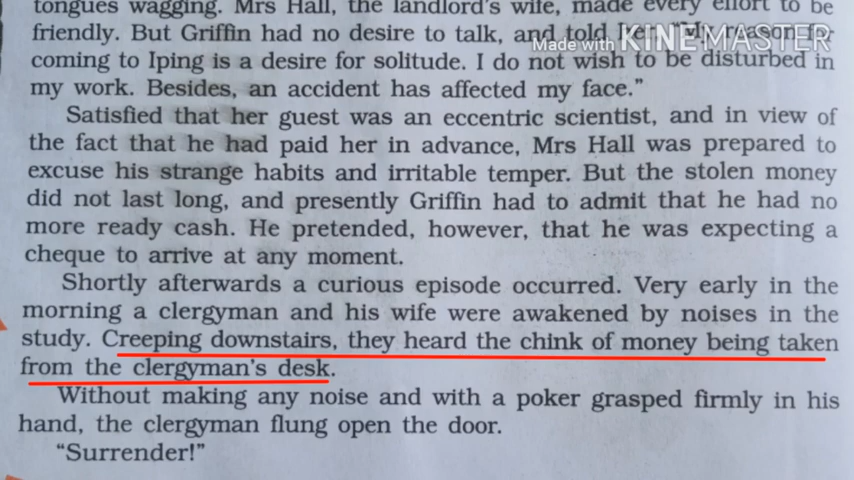 tongues wagging. Mrs Hall, the landlord's wife, made every effort to be
friendly. But Griffin had no desire to talk, and told her, "My reason for
Made with KINEMASTER
coming to Iping is a desire for solitude. I do not wish to be disturbed in
my work. Besides, an accident has affected my face."
Satisfied that her guest was an eccentric scientist, and in view of
the fact that he had paid her in advance, Mrs Hall was prepared to
excuse his strange habits and irritable temper. But the stolen money
did not last long, and presently Griffin had to admit that he had no
more ready cash. He pretended, however, that he was expecting a
cheque to arrive at any moment.
Shortly afterwards a curious episode occurred. Very early in the
morning a clergyman and his wife were awakened by noises in the
study. Creeping downstairs, they heard the chink of money being taken
from the clergyman's desk.
Without making any noise and with a poker grasped firmly in his
hand, the clergyman flung open the door.
"Surrender!"